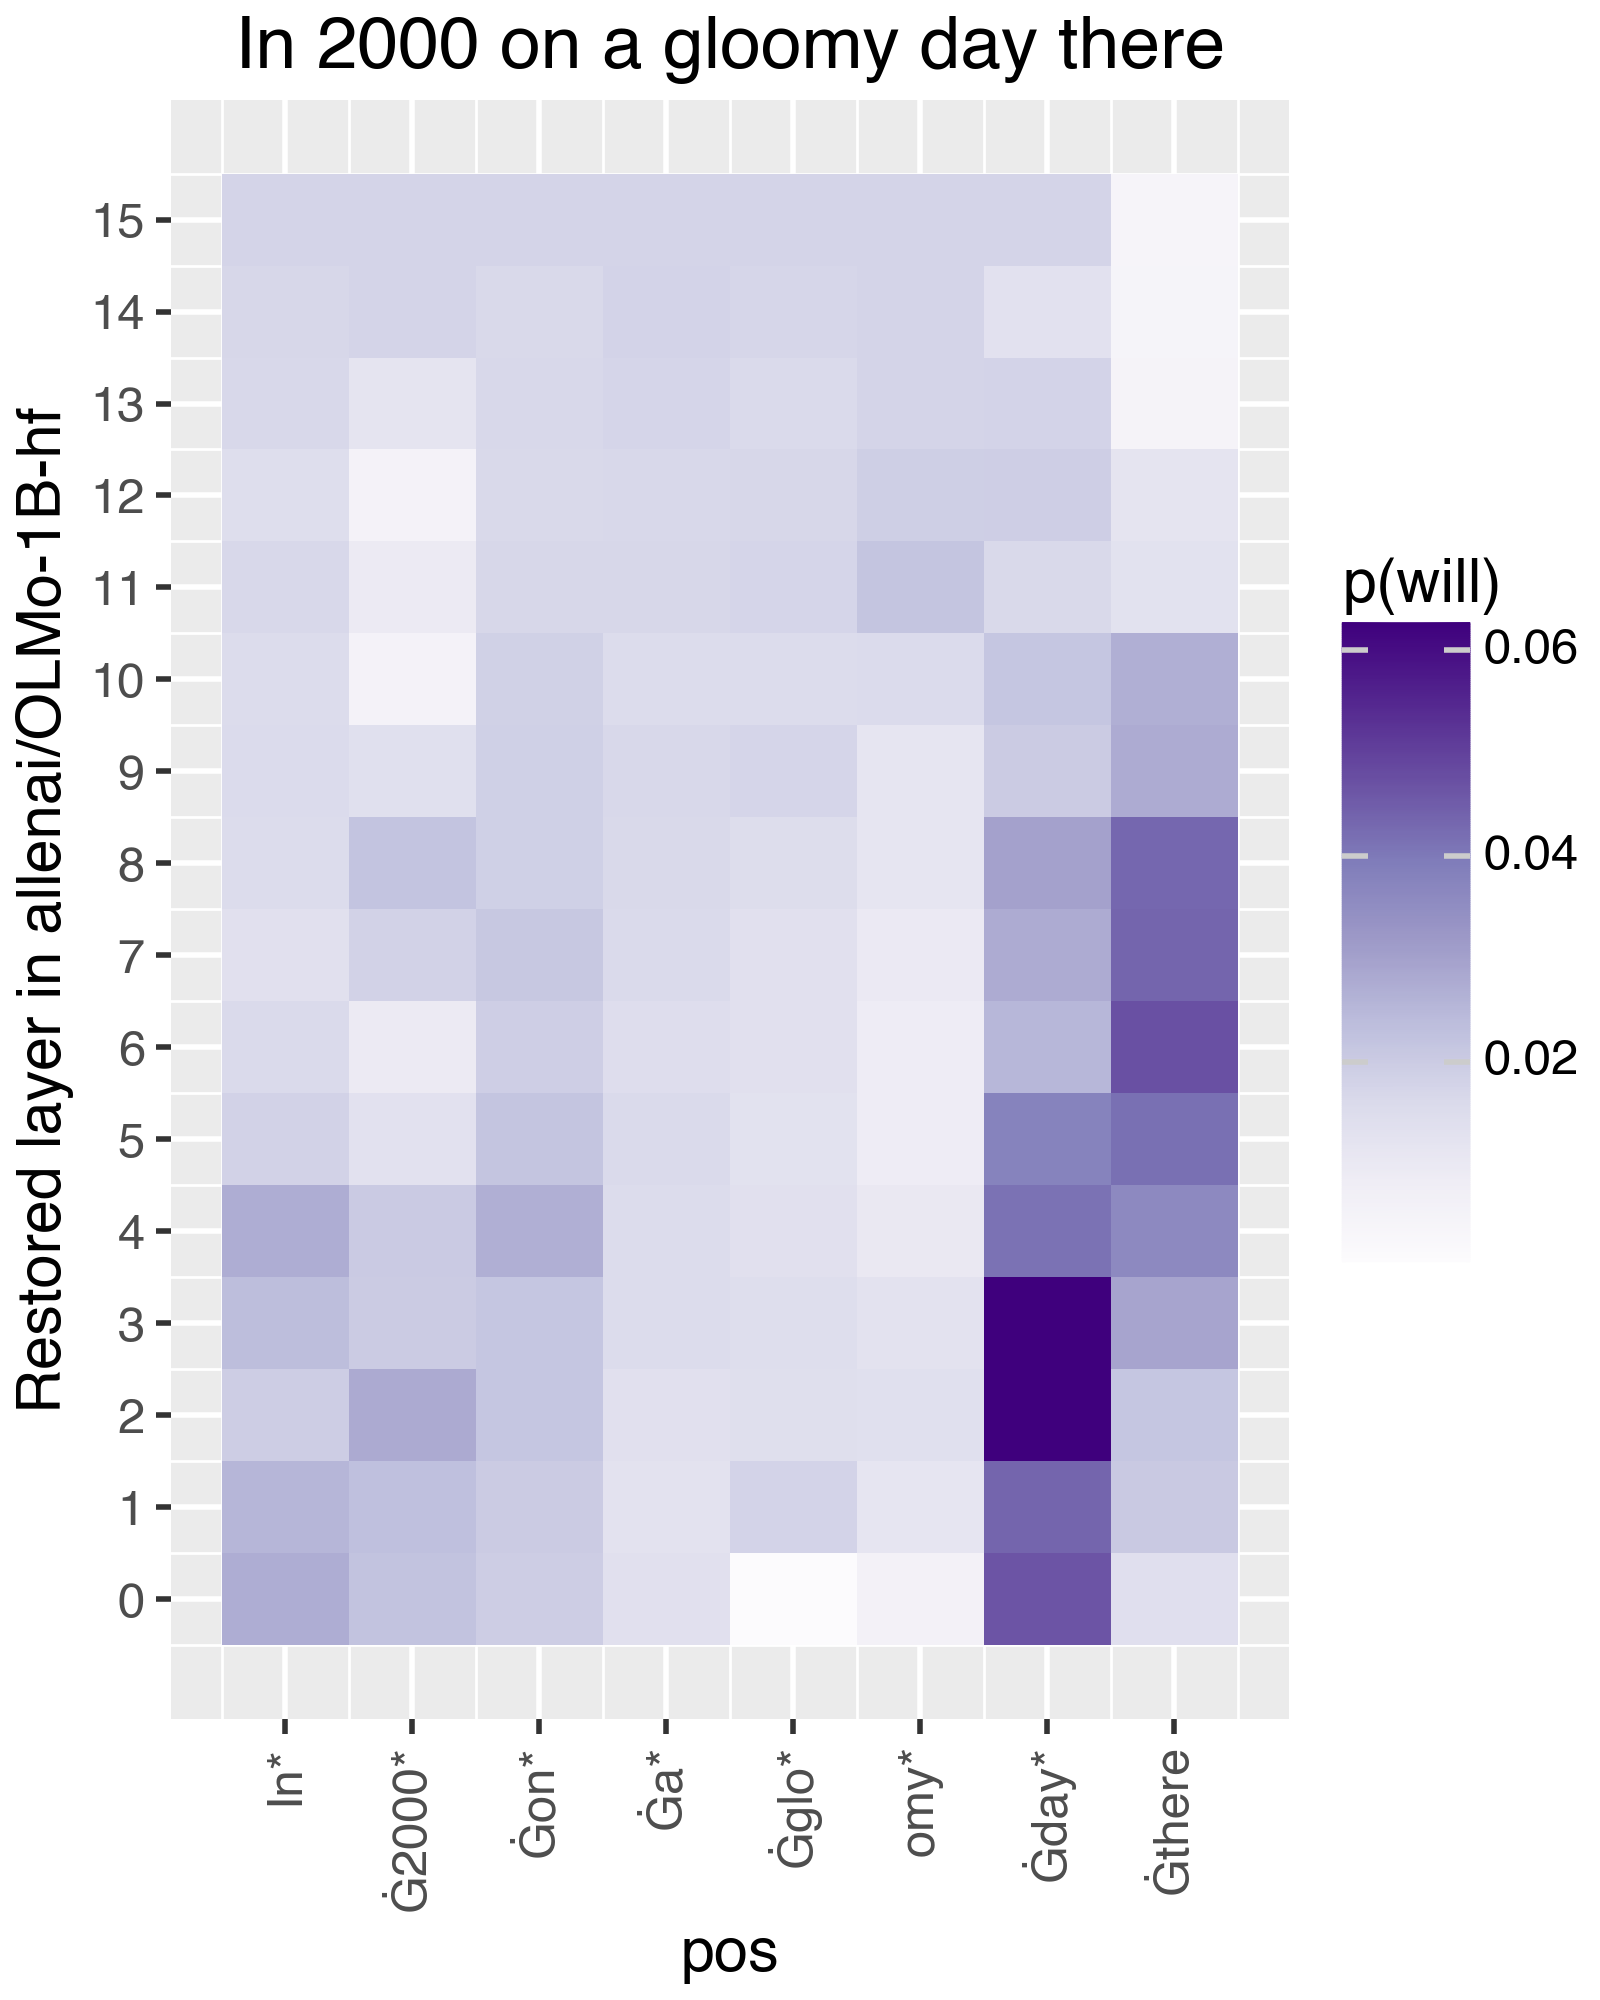 In 2000 on a gloomy day there
Restored layer in allenai/OLMo-1B-hf
15
14
13
12
11
10
9
8
7
6
5
4
3
2
1
0
In*
Ġ2000*
Ġon*
Ġa*
Ġglo*
omy*
Ġday*
Ġthere
pos
p(will)
0.06
0.04
0.02